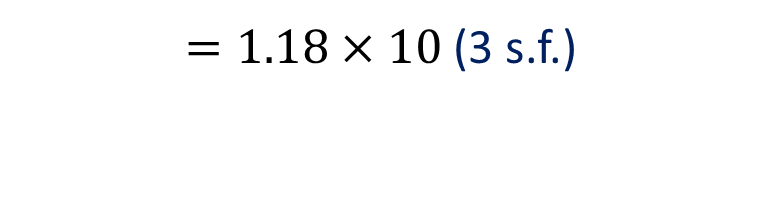 = 1.18 × 10 (3 s.f.)